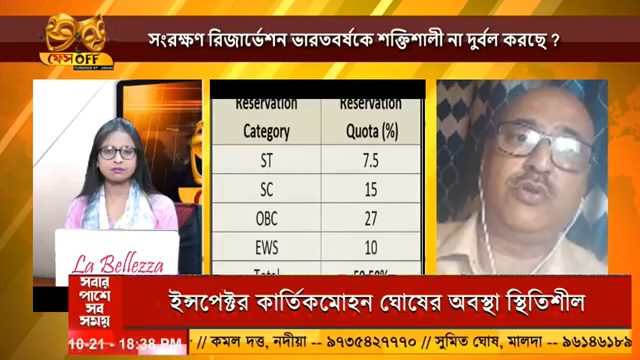 সংরক্ষণ রিজার্ভেশন ভারতবর্ষকে শক্তিশালী না দুর্বল করছে ?
ফেস OFF
Reservation Category
Reservation Quota (%)
ST 7.5
SC 15
OBC 27
EWS 10
La Bellezza
সবার পাশে সব সময়
ইন্সপেক্টর কার্তিকমোহন ঘোষের অবস্থা স্থিতিশীল
10-21 - 18:38 PM
// কমল দত্ত, নদীয়া -- ৯৭৩৫৪২৭৭৭০ // সুমিত ঘোষ, মালদা -- ৯৬১৪৬১৮৯